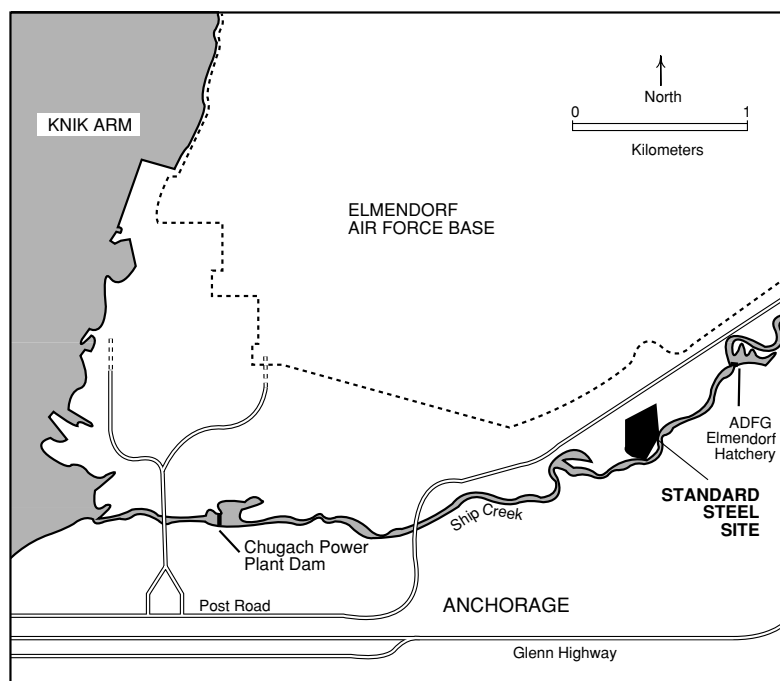 North
0 1
Kilometers
KNIK ARM
ELMENDORF
AIR FORCE BASE
ADFG
Elmendorf
Hatchery
STANDARD
STEEL
SITE
Ship Creek
Chugach Power
Plant Dam
Post Road
ANCHORAGE
Glenn Highway